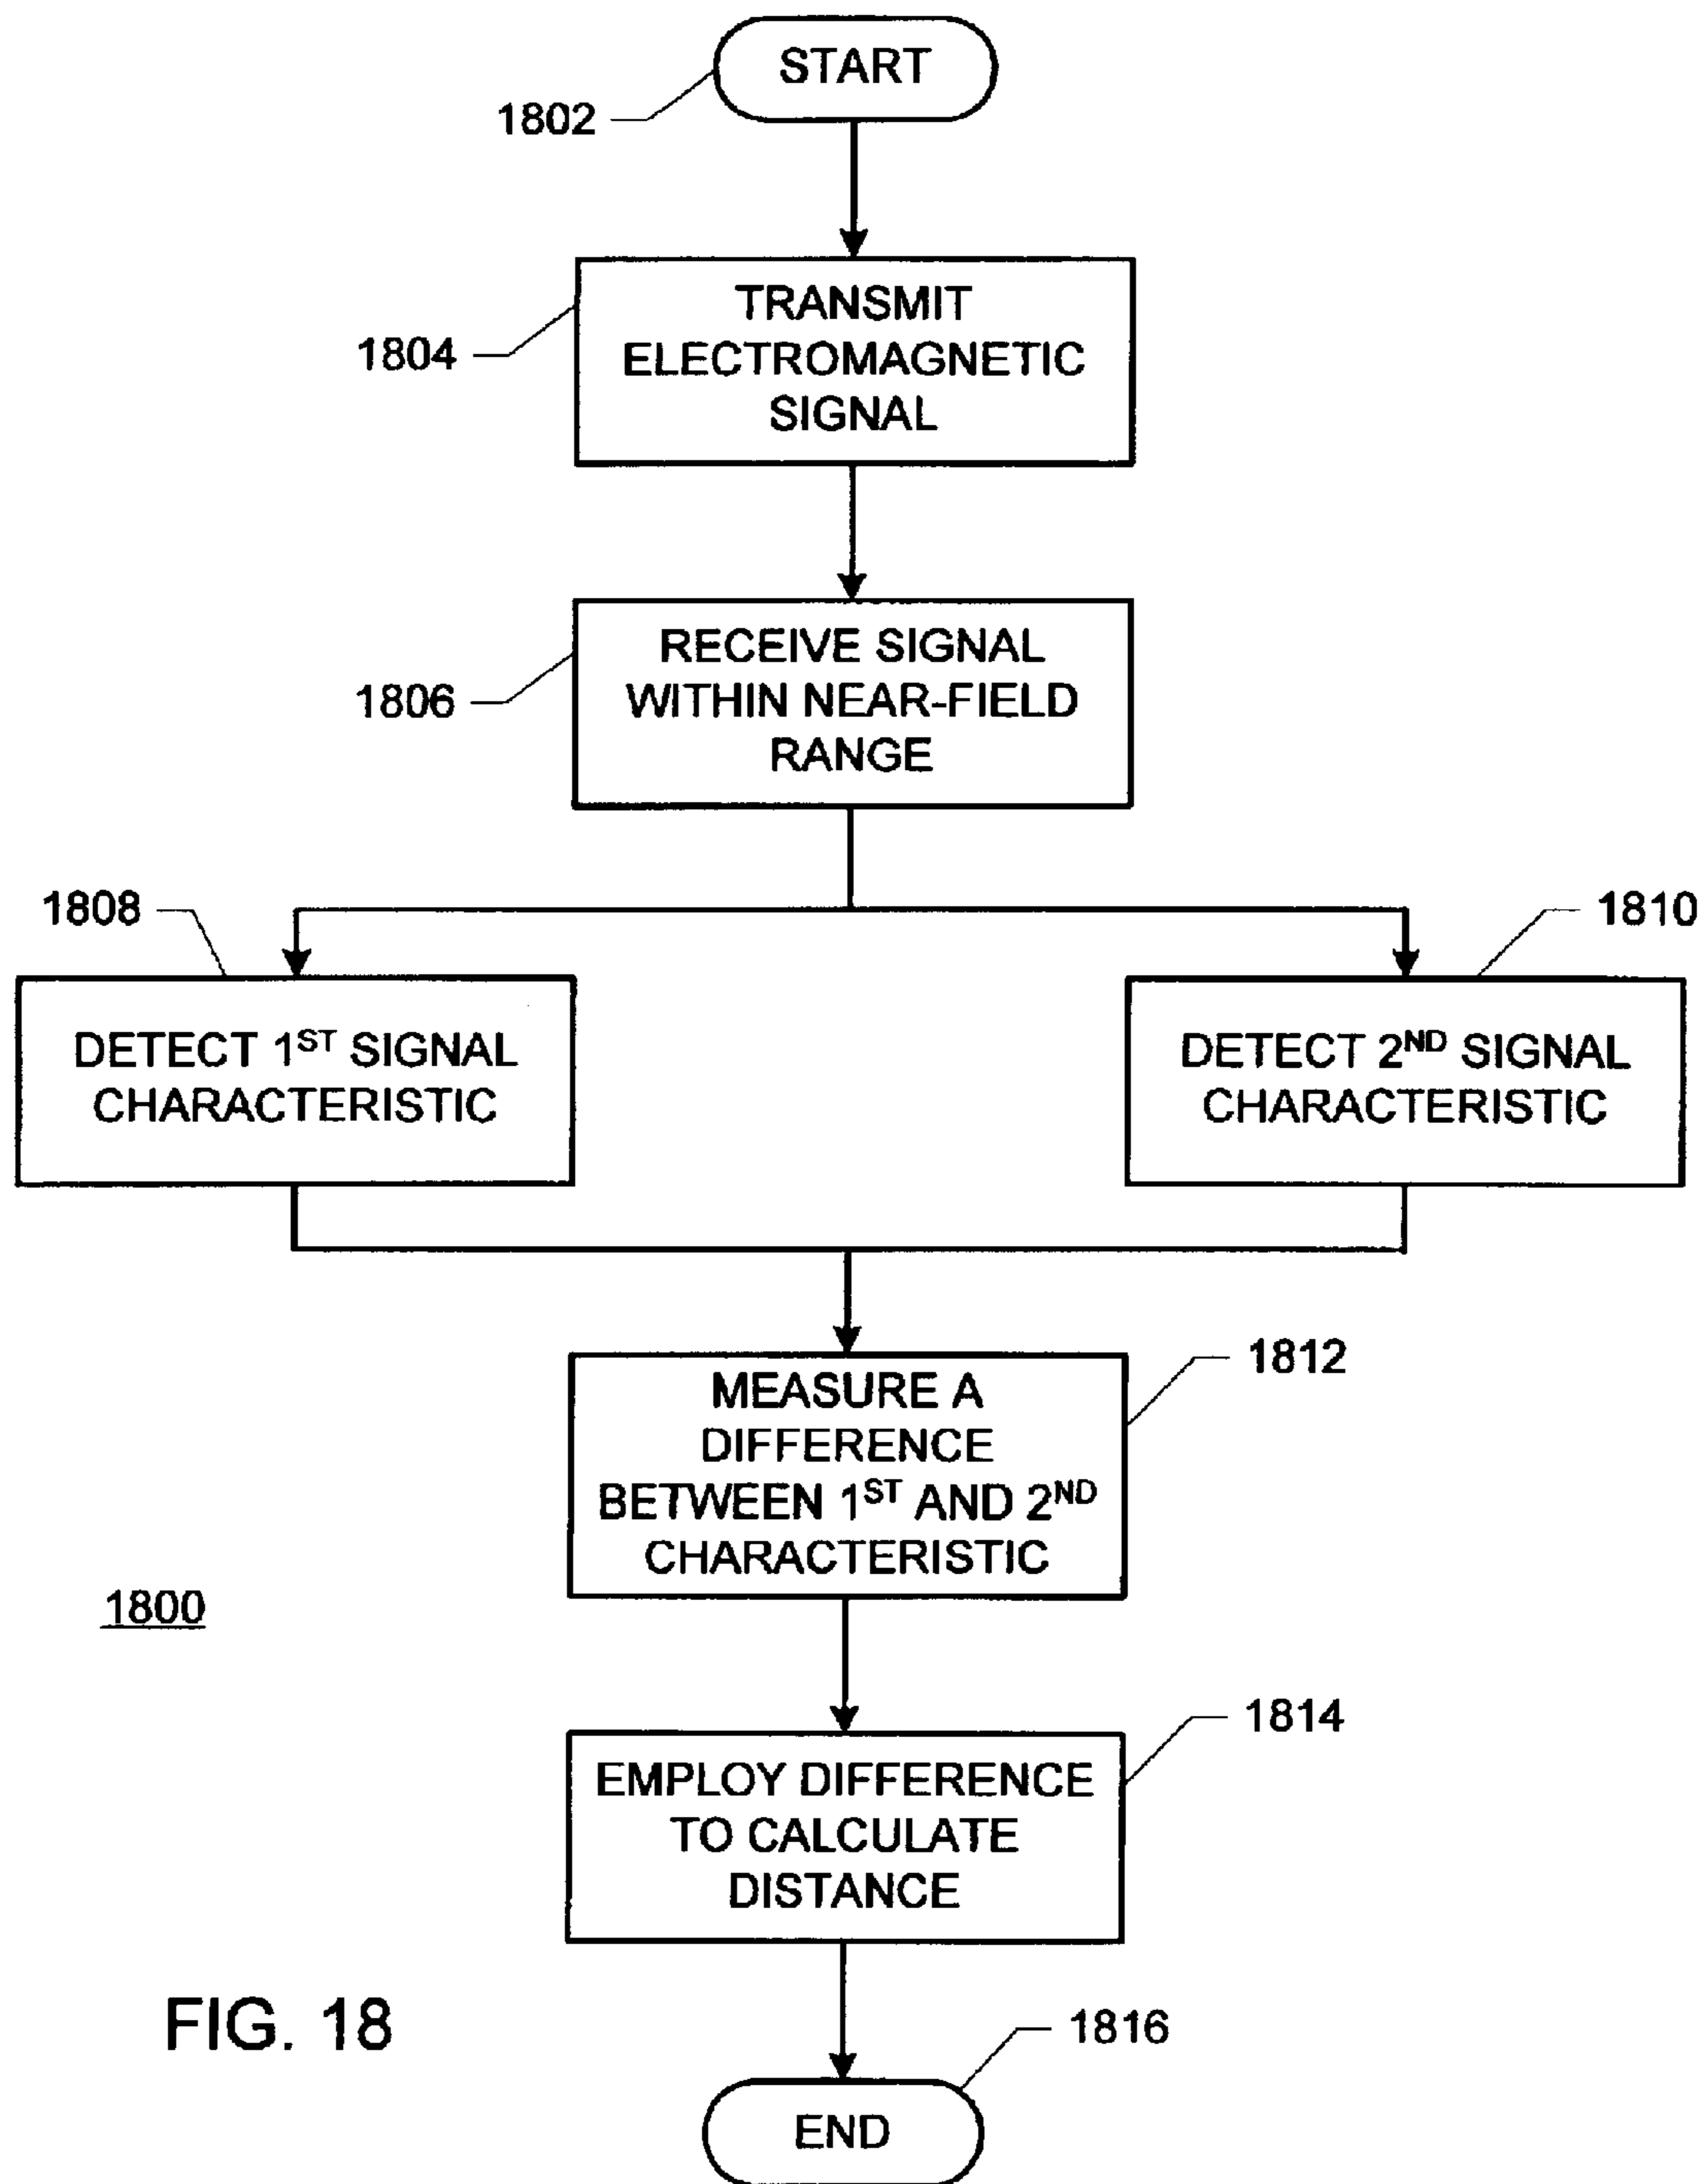 START
1802
TRANSMIT
ELECTROMAGNETIC
SIGNAL
1804
RECEIVE SIGNAL
WITHIN NEAR-FIELD
RANGE
1806
1808
1810
DETECT 1ST SIGNAL
CHARACTERISTIC
DETECT 2ND SIGNAL
CHARACTERISTIC
1812
MEASURE A
DIFFERENCE
BETWEEN 1ST AND 2ND
CHARACTERISTIC
1800
1814
EMPLOY DIFFERENCE
TO CALCULATE
DISTANCE
FIG. 18
1816
END